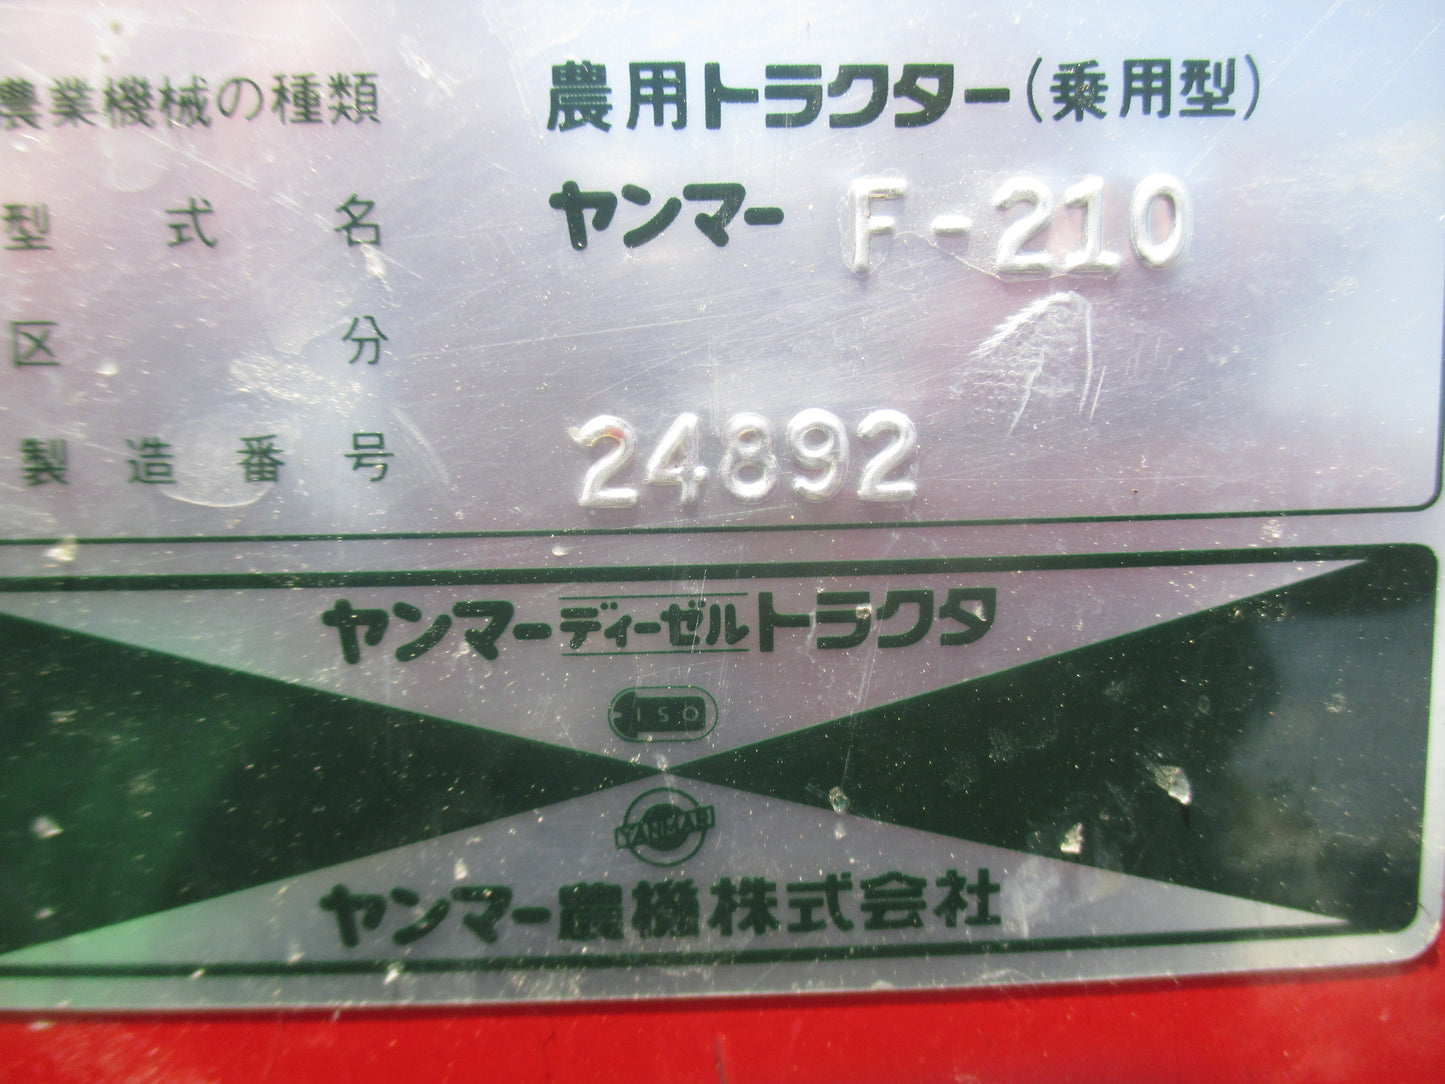 農業機械の種類 農用トラクター(乗用型)
型式名 ヤンマー F-210
区分
製造番号 24892
ヤンマーディーゼルトラクタ
ISO
YANMAR
ヤンマー農機株式会社